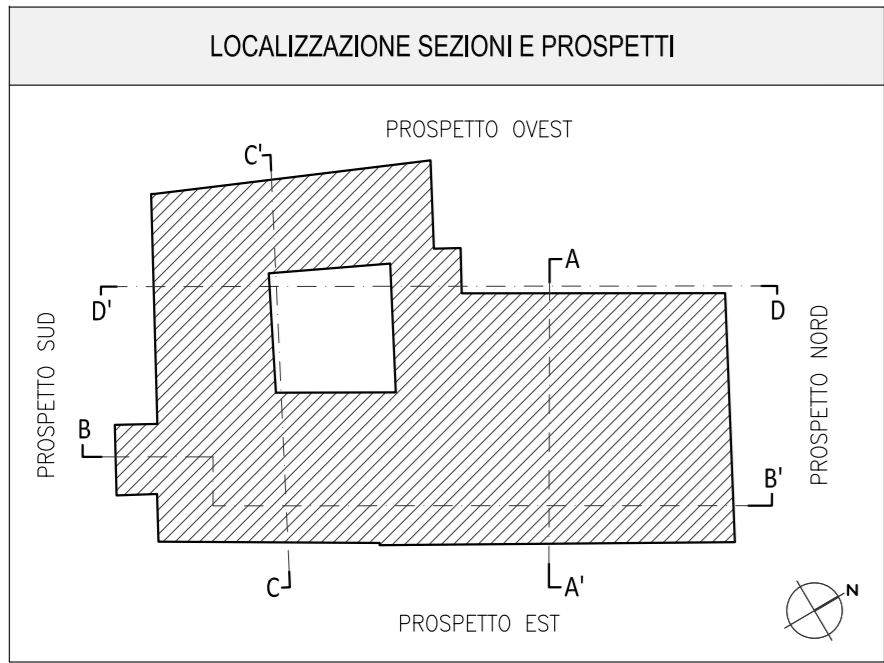 LOCALIZZAZIONE SEZIONI E PROSPETTI
PROSPETTO OVEST
C'
A
D'
D
PROSPETTO SUD
PROSPETTO NORD
B
B'
C
A'
N
PROSPETTO EST